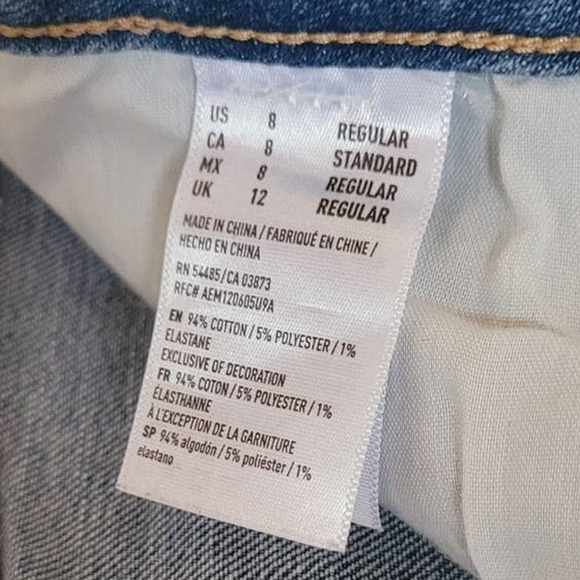 US 8 REGULAR
CA 8 STANDARD
MX 8 REGULAR
UK 12 REGULAR
MADE IN CHINA / FABRIQUÉ EN CHINE /
HECHO EN CHINA
RN 54485/CA 03873
RFC# AEM120605U9A
EN 94% COTTON / 5% POLYESTER / 1%
ELASTANE
EXCLUSIVE OF DECORATION
FR 94% COTON / 5% POLYESTER / 1%
ÉLASTHANNE
À L'EXCEPTION DE LA GARNITURE
SP 94% algodón / 5% poliéster / 1%
elastano